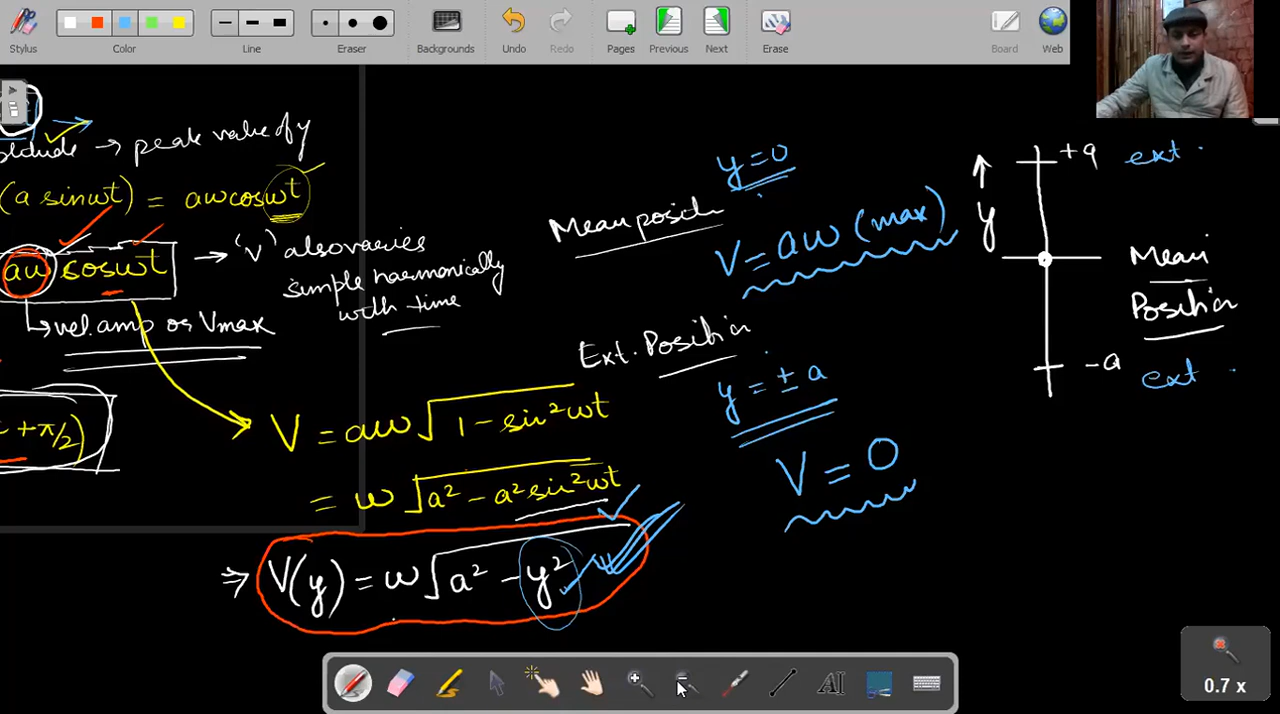 Stylus
Color
Line
Eraser
Backgrounds
Undo
Redo
Pages
Previous
Next
Erase
Board
Web
→ peak value of y
(a sinωt) = aωcosωt
aω cosωt → 'v' also varies
simple harmonically
with time
↳ vel. amp or Vmax
+π/2)
V = aω√1 - sin²ωt
= ω√a² - a²sin²ωt
⇒ V(y) = ω√a² - y²
y=0
Mean positi
V = aω (max)
Ext. Position
y = ± a
V = 0
+a ext.
y
Mean
Position
-a ext.
AI
0.7 x